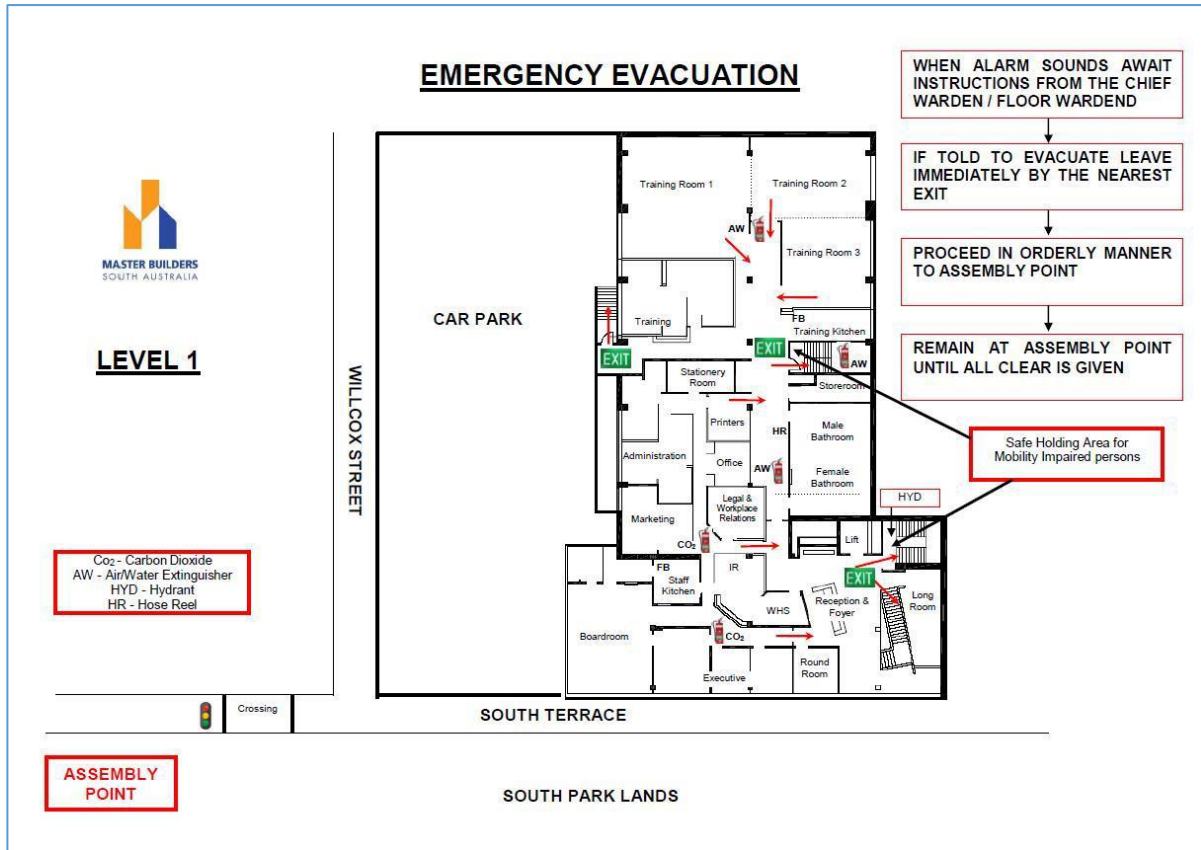 EMERGENCY EVACUATION
WHEN ALARM SOUNDS AWAIT
INSTRUCTIONS FROM THE CHIEF
WARDEN / FLOOR WARDEND
IF TOLD TO EVACUATE LEAVE
IMMEDIATELY BY THE NEAREST
EXIT
PROCEED IN ORDERLY MANNER
TO ASSEMBLY POINT
REMAIN AT ASSEMBLY POINT
UNTIL ALL CLEAR IS GIVEN
MASTER BUILDERS
SOUTH AUSTRALIA
LEVEL 1
WILLCOX STREET
CAR PARK
Training Room 1
Training Room 2
AW
Training Room 3
Training
FB
Training Kitchen
EXIT
EXIT
AW
Stationery
Room
Storeroom
Printers
HR
Male
Bathroom
Administration
Office
AW
Female
Bathroom
Safe Holding Area for
Mobility Impaired persons
HYD
Legal &
Workplace
Relations
Marketing
CO2
Lift
FB
Staff
Kitchen
IR
EXIT
WHS
Reception &
Foyer
Long
Room
Boardroom
CO2
Executive
Round
Room
Co2 - Carbon Dioxide
AW - Air/Water Extinguisher
HYD - Hydrant
HR - Hose Reel
Crossing
SOUTH TERRACE
ASSEMBLY
POINT
SOUTH PARK LANDS